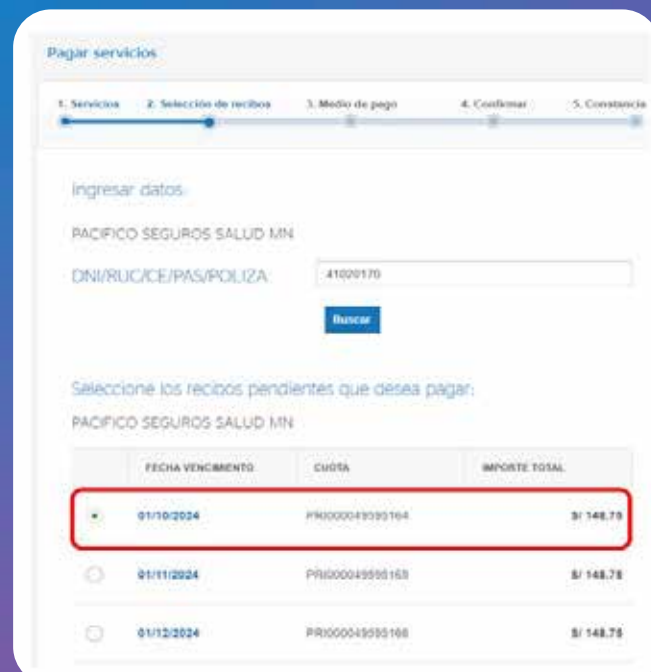 Pagar servicios
1. Servicios 2. Selección de recibos 3. Medio de pago 4. Confirmar 5. Constancia
Ingresar datos:
PACIFICO SEGUROS SALUD MN
DNI/RUC/CE/PAS/POLIZA 41020170
Buscar
Seleccione los recibos pendientes que desea pagar:
PACIFICO SEGUROS SALUD MN
FECHA VENCIMIENTO CUOTA IMPORTE TOTAL
01/10/2024 S/ 148.78
01/11/2024 S/ 148.78
01/12/2024 S/ 148.78